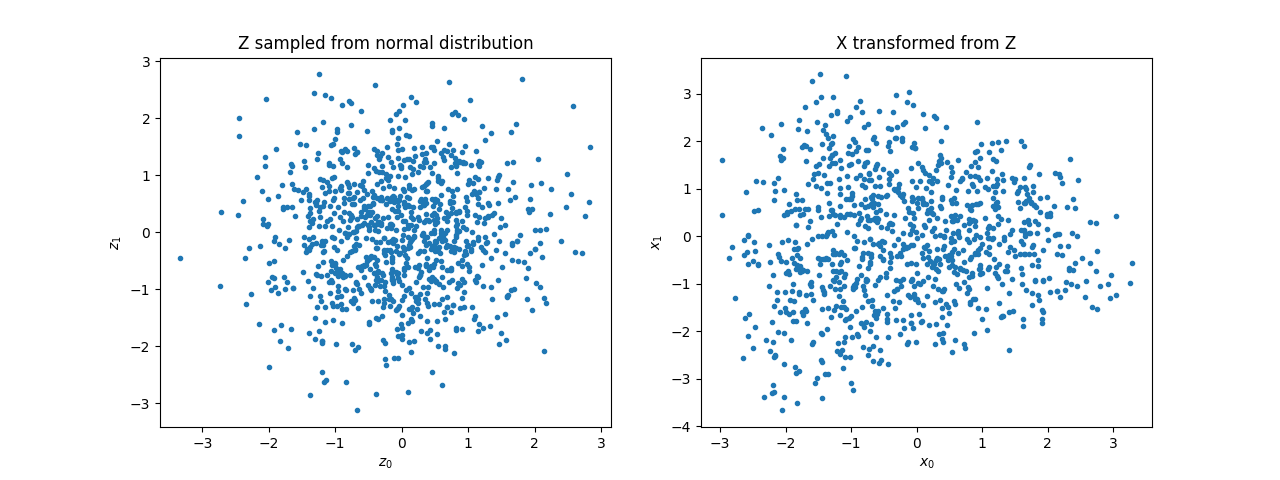 Z sampled from normal distribution
3
2
1
0
−1
−2
−3
z1
−3 −2 −1 0 1 2 3
z0
X transformed from Z
3
2
1
0
−1
−2
−3
−4
x1
−3 −2 −1 0 1 2 3
x0